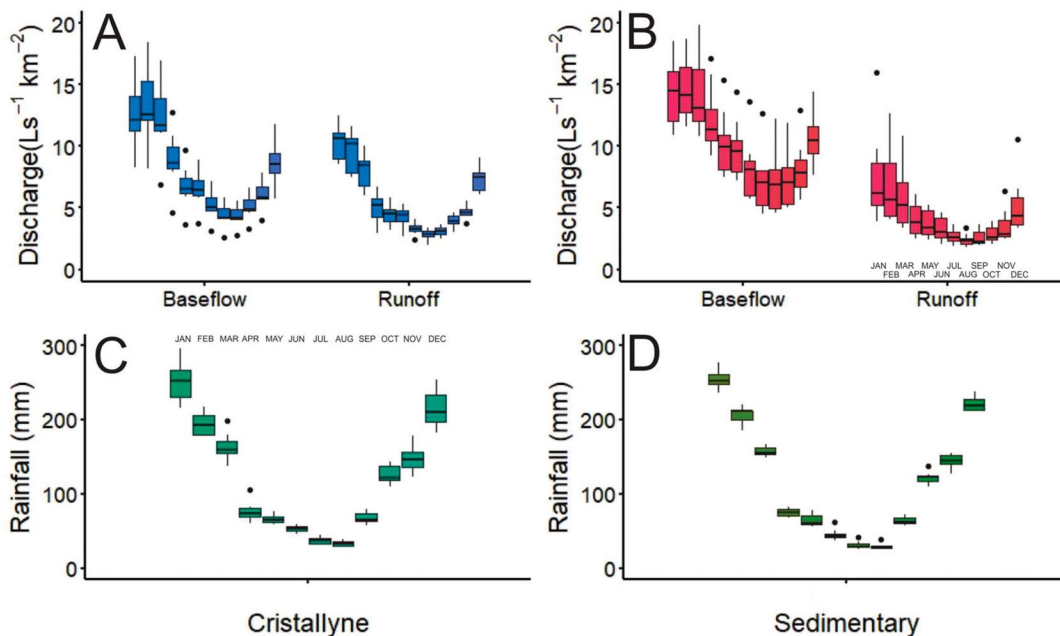 A
B
20
15
10
5
0
Discharge(Ls⁻¹ km⁻²)
Baseflow
Runoff
20
15
10
5
0
Discharge(Ls⁻¹ km⁻²)
JAN MAR MAY JUL SEP NOV
FEB APR JUN AUG OCT DEC
Baseflow
Runoff
C
D
JAN FEB MAR APR MAY JUN JUL AUG SEP OCT NOV DEC
300
200
100
0
Rainfall (mm)
Cristallyne
300
200
100
0
Rainfall (mm)
Sedimentary